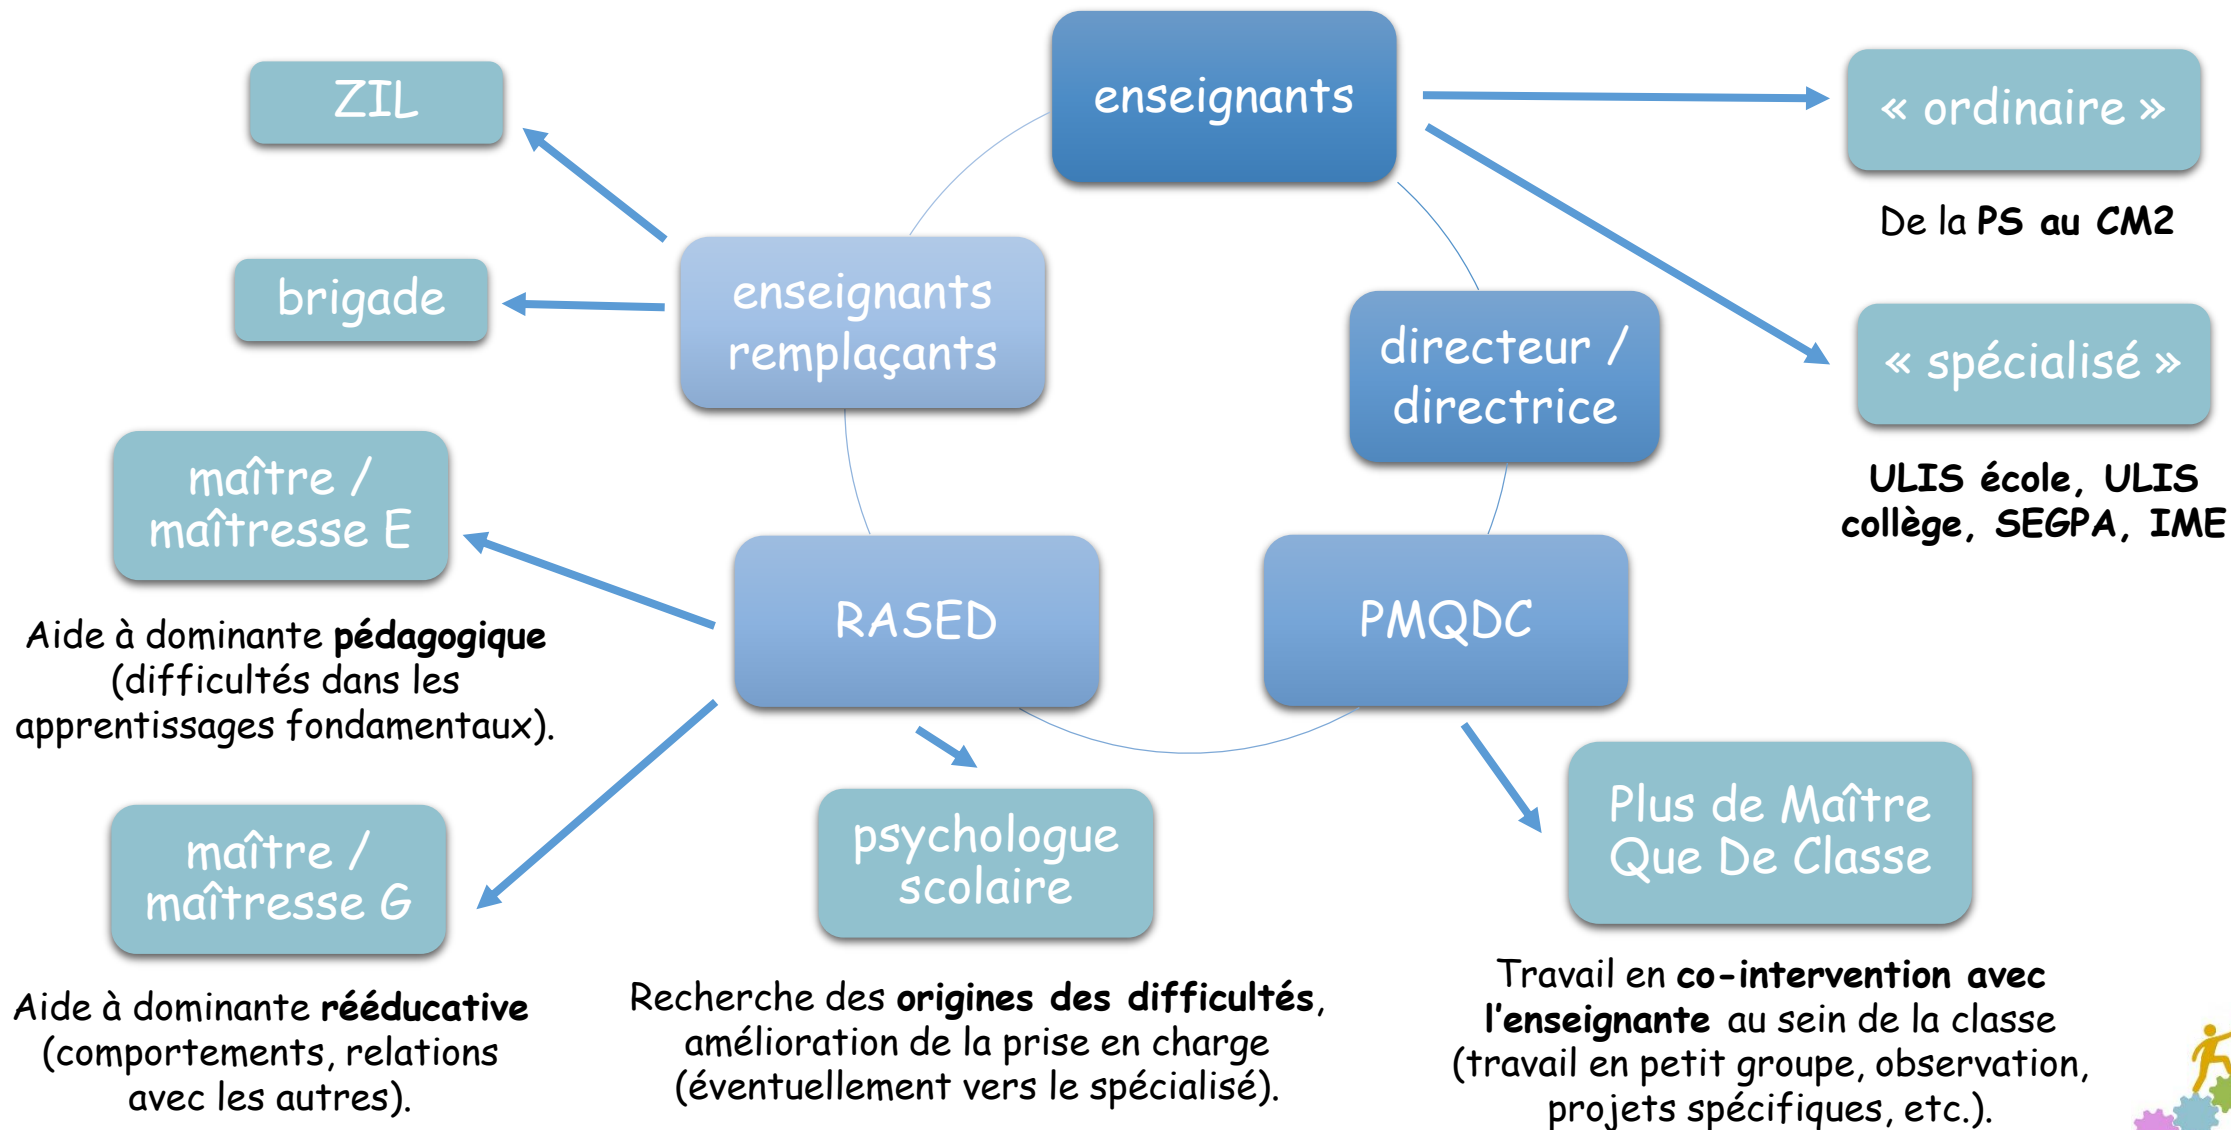 enseignants
« ordinaire »
De la PS au CM2
« spécialisé »
ULIS école, ULIS
collège, SEGPA, IME
directeur /
directrice
PMQDC
Plus de Maître
Que De Classe
Travail en co-intervention avec
l’enseignante au sein de la classe
(travail en petit groupe, observation,
projets spécifiques, etc.).
RASED
psychologue
scolaire
Recherche des origines des difficultés,
amélioration de la prise en charge
(éventuellement vers le spécialisé).
maître /
maîtresse E
Aide à dominante pédagogique
(difficultés dans les
apprentissages fondamentaux).
maître /
maîtresse G
Aide à dominante rééducative
(comportements, relations
avec les autres).
enseignants
remplaçants
ZIL
brigade